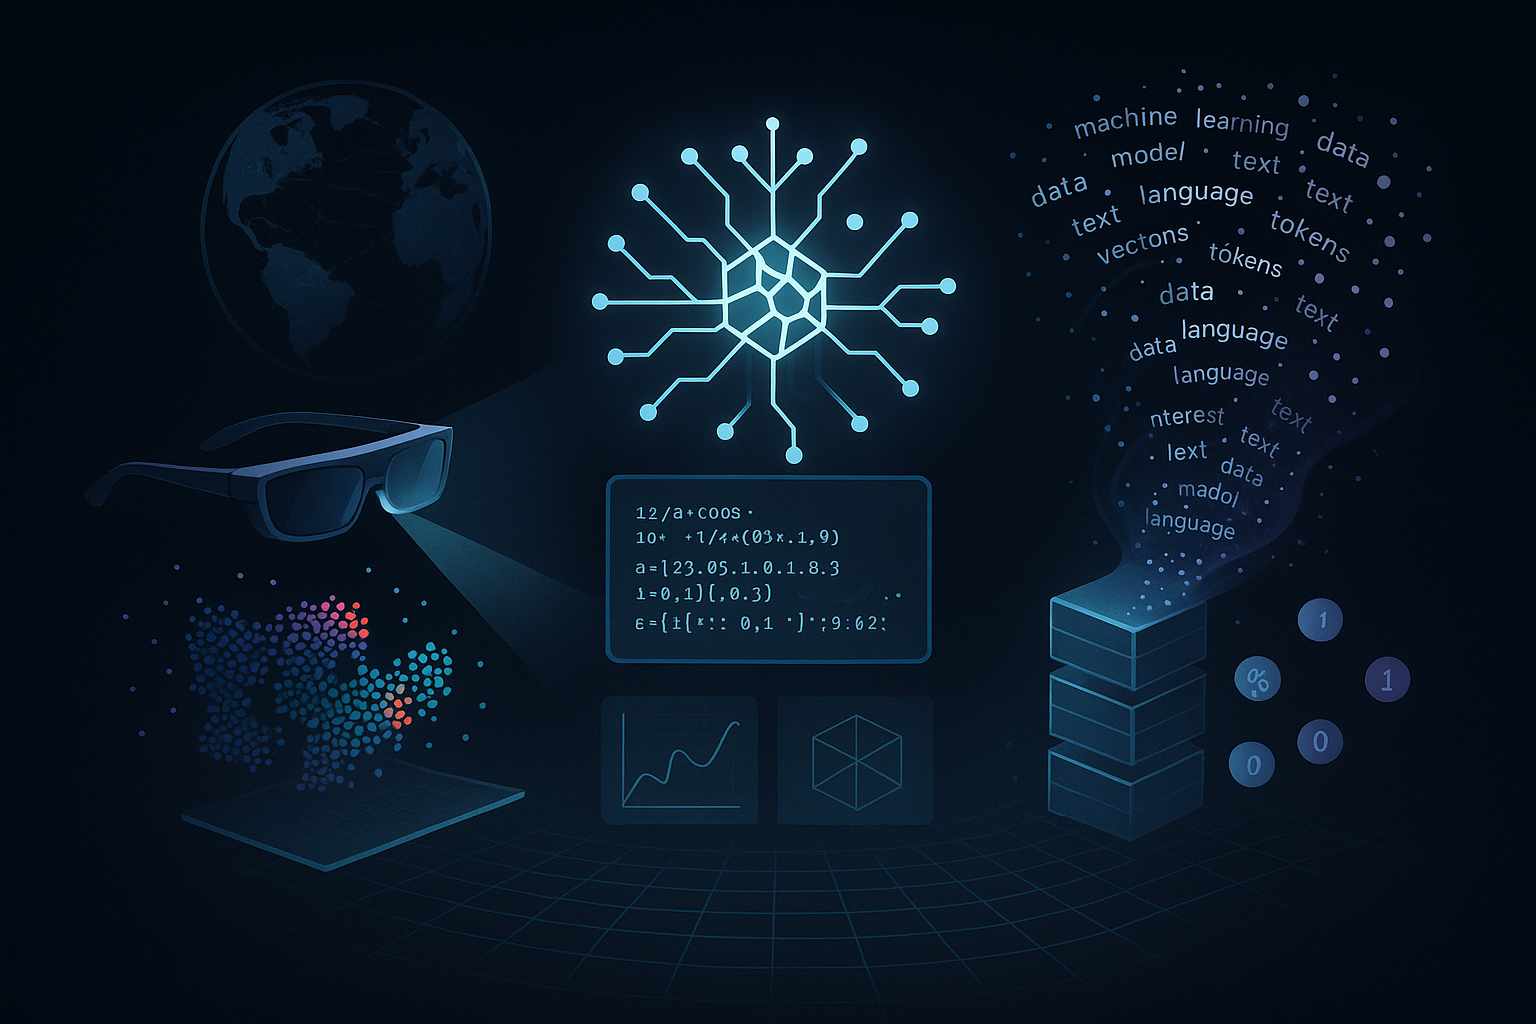 machine learning data
model text
data language text
text tokens
vectons tókens
data text
language
data
language
nterest text
lext text
data
madol
language
12/a+coos·
a=[23.05.1.0.1.8.3
i=0,1)(,0.3)
1
%
1
0
0